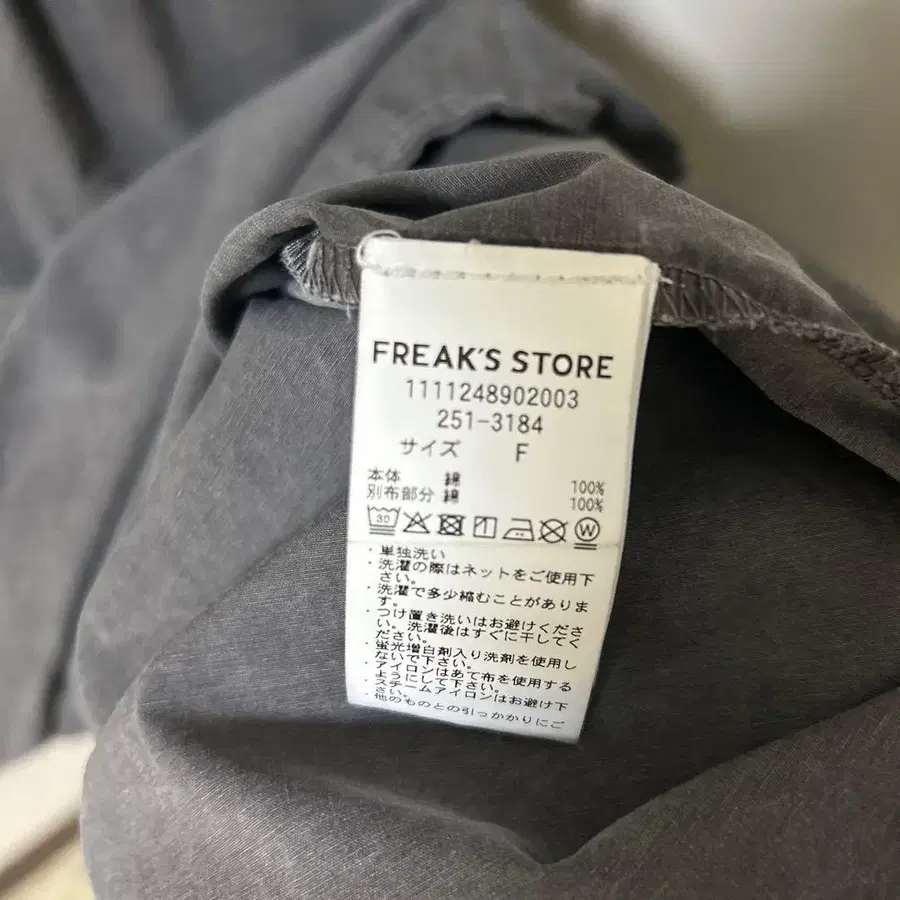 FREAK'S STORE
1111248902003
251-3184
サイズ F
本体 綿 100%
別布部分 綿 100%
30 W
・単独洗い
・洗濯の際はネットをご使用下
さい。
・洗濯で多少縮むことがありま
す。
・つけ置き洗いはお避けくださ
い。洗濯後はすぐに干してく
ださい。
・蛍光増白剤入り洗剤を使用し
ないで下さい。
・アイロンはあて布を使用する
ようにして下さい。
・スチームアイロンはお避け下
さい。
・他のものとの引っかかりにご